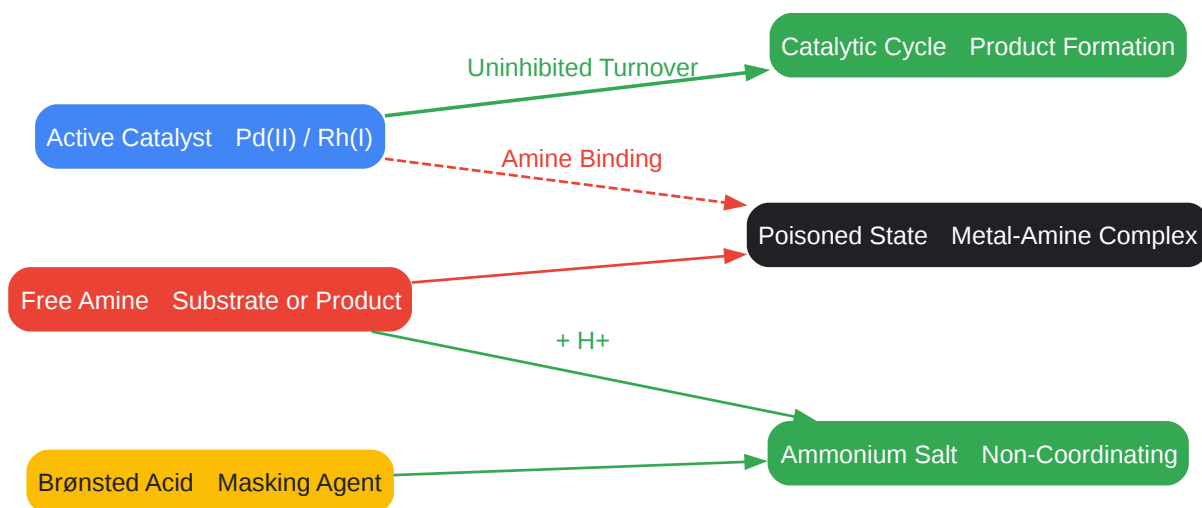 Catalytic Cycle Product Formation
Uninhibited Turnover
Active Catalyst Pd(II) / Rh(I)
Amine Binding
Poisoned State Metal-Amine Complex
Free Amine Substrate or Product
+ H+
Ammonium Salt Non-Coordinating
Brønsted Acid Masking Agent